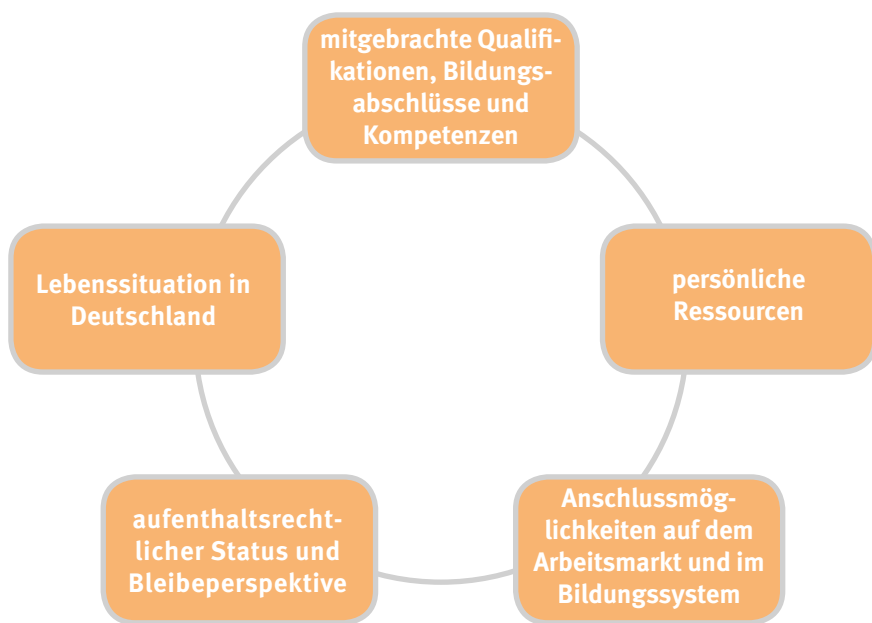 mitgebrachte Qualifi-
kationen, Bildungs-
abschlüsse und
Kompetenzen
persönliche
Ressourcen
Anschlussmög-
lichkeiten auf dem
Arbeitsmarkt und im
Bildungssystem
aufenthaltsrecht-
licher Status und
Bleibeperspektive
Lebenssituation in
Deutschland